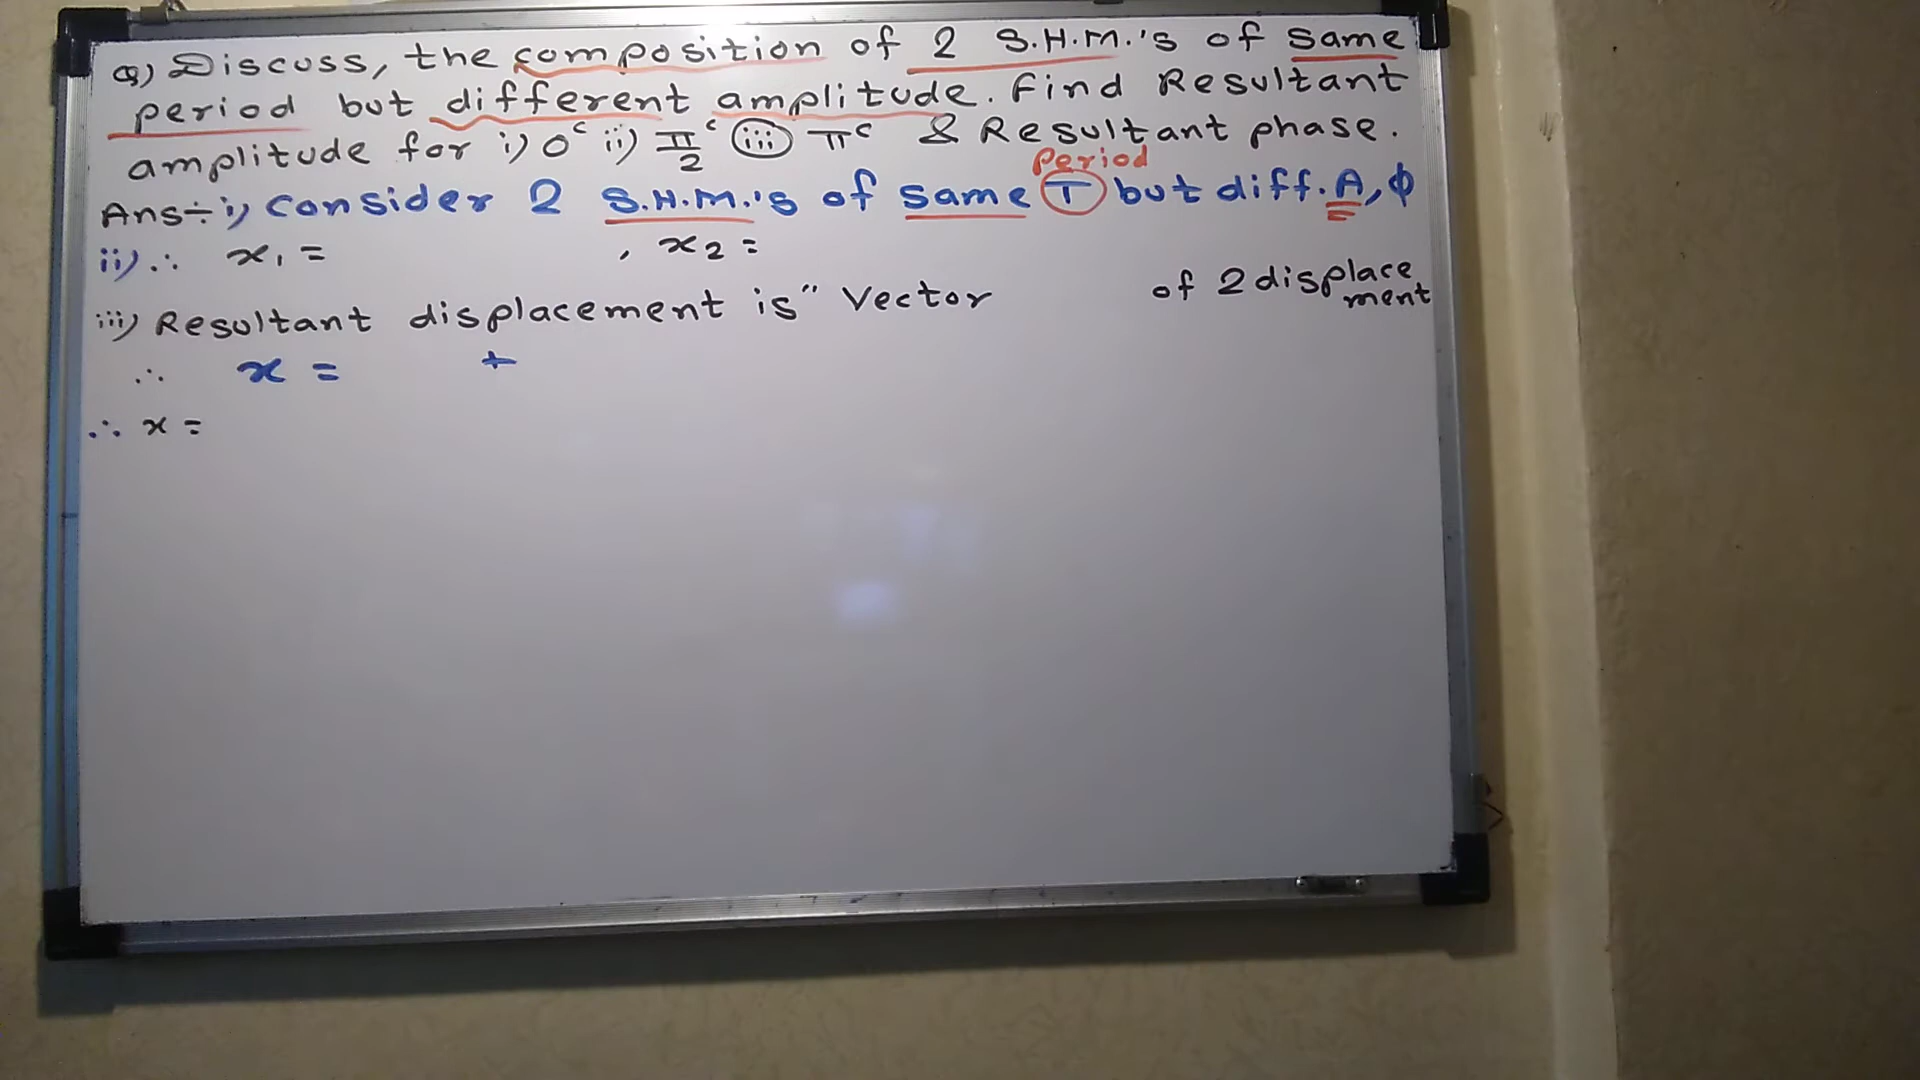 Q) Discuss, the composition of 2 S.H.M.'s of same
period but different amplitude. Find Resultant
amplitude for i) 0ᶜ ii) π/2ᶜ iii) πᶜ & Resultant phase.
period
Ans÷ i) Consider 2 S.H.M.'s of same T but diff. A, ϕ
ii) ∴ x₁ = , x₂ =
iii) Resultant displacement is " Vector of 2 displace
ment
∴ x = +
∴ x =